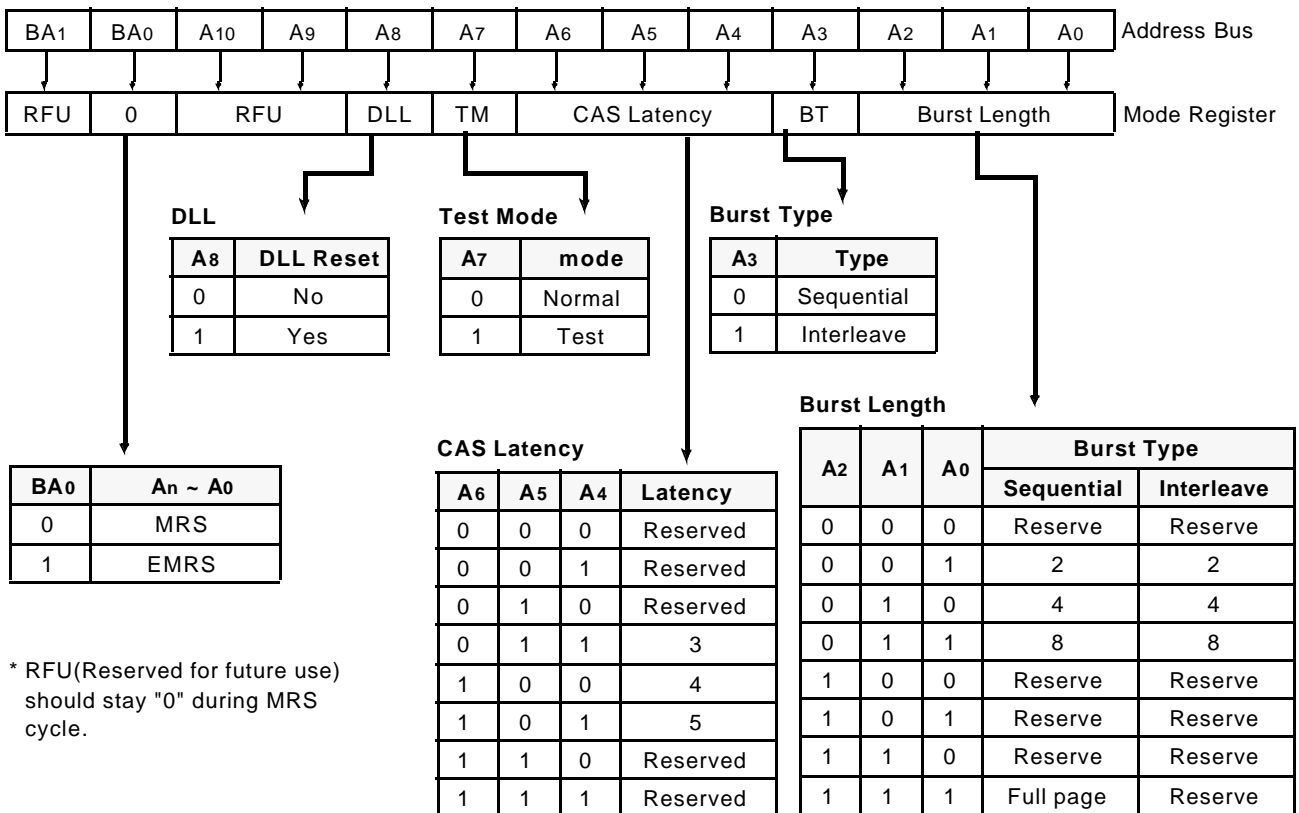 BA1 BA0 A10 A9 A8 A7 A6 A5 A4 A3 A2 A1 A0 Address Bus
RFU 0 RFU DLL TM CAS Latency BT Burst Length Mode Register
DLL
A8 DLL Reset
0 No
1 Yes
Test Mode
A7 mode
0 Normal
1 Test
Burst Type
A3 Type
0 Sequential
1 Interleave
BA0 An ~ A0
0 MRS
1 EMRS
* RFU(Reserved for future use)
should stay "0" during MRS
cycle.
CAS Latency
A6 A5 A4 Latency
0 0 0 Reserved
0 0 1 Reserved
0 1 0 Reserved
0 1 1 3
1 0 0 4
1 0 1 5
1 1 0 Reserved
1 1 1 Reserved
Burst Length
A2 A1 A0 Burst Type
Sequential Interleave
0 0 0 Reserve Reserve
0 0 1 2 2
0 1 0 4 4
0 1 1 8 8
1 0 0 Reserve Reserve
1 0 1 Reserve Reserve
1 1 0 Reserve Reserve
1 1 1 Full page Reserve